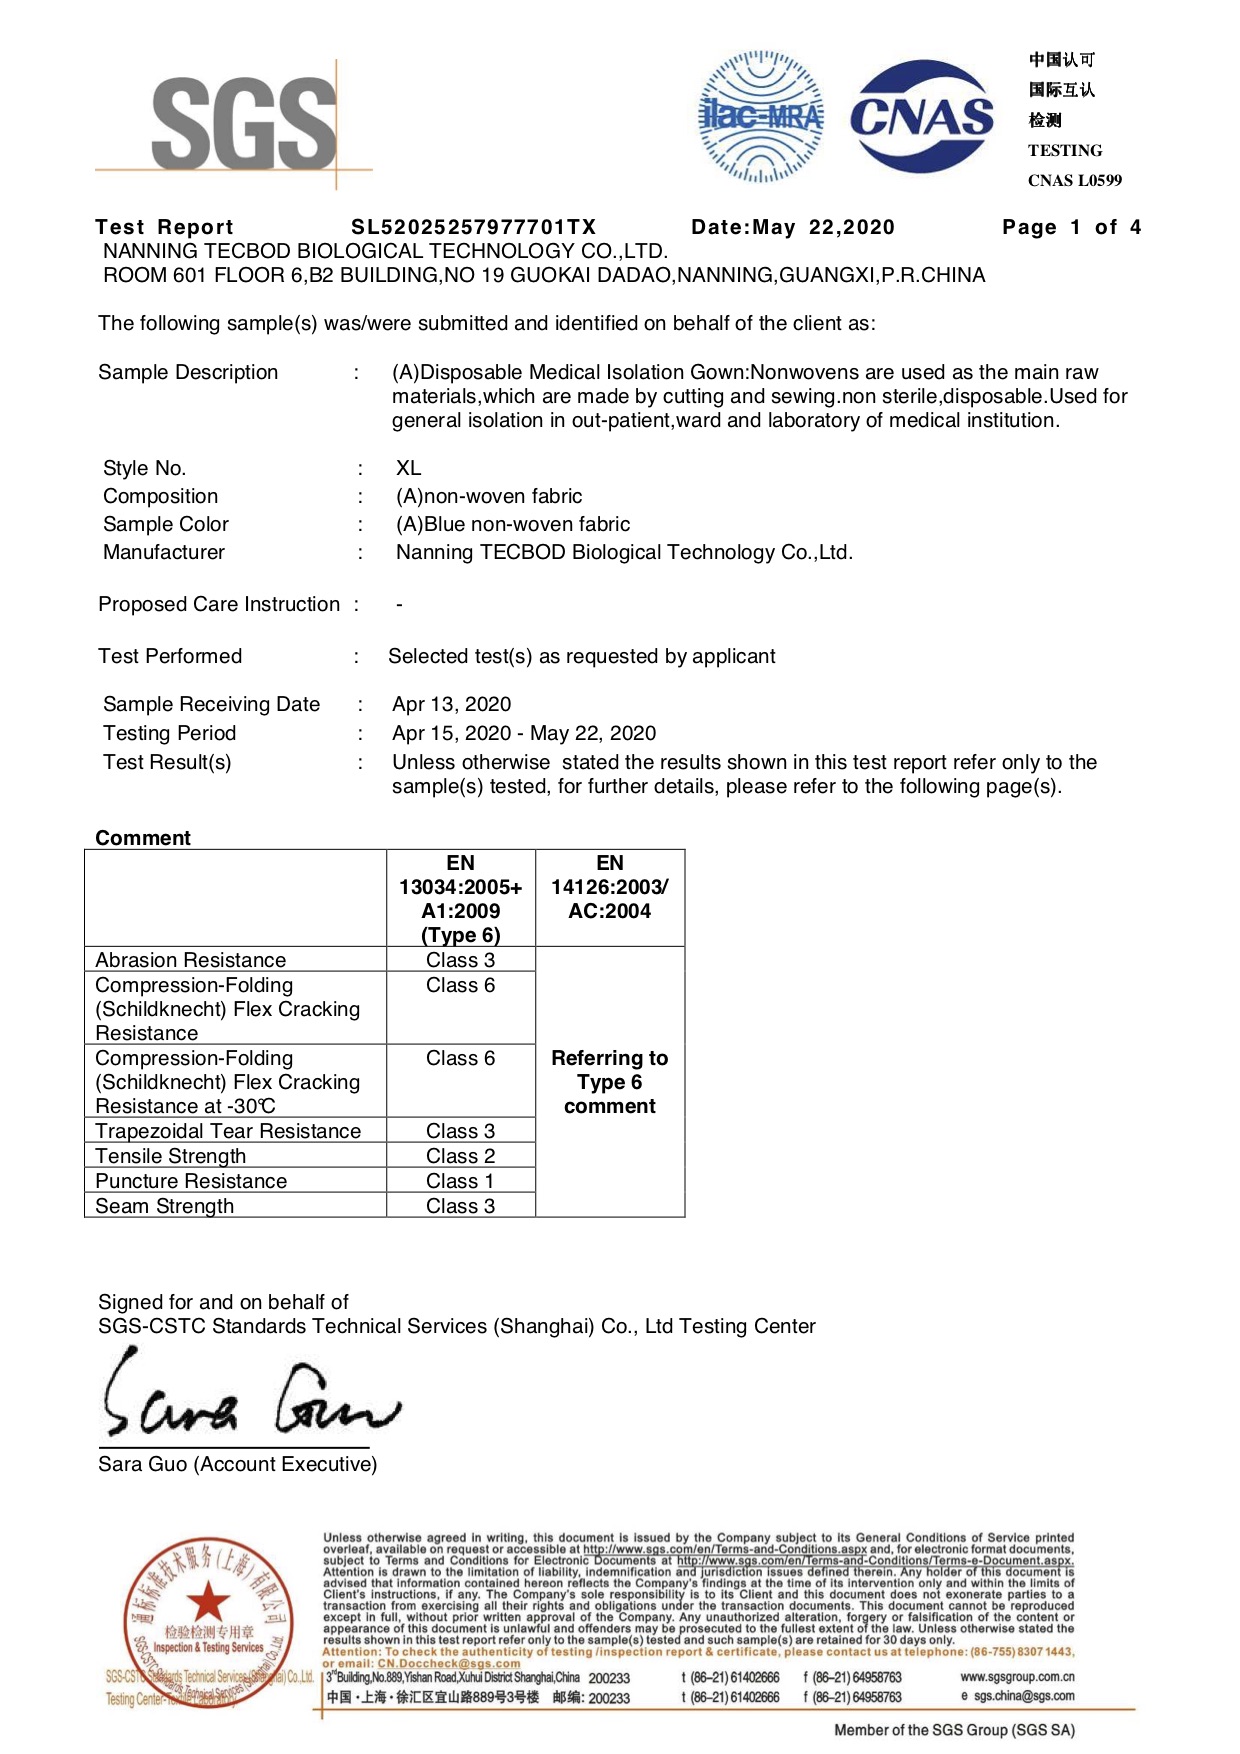 SGS
ilac-MRA
CNAS
中国认可
国际互认
检测
TESTING
CNAS L0599
Test Report SL52025257977701TX Date:May 22,2020 Page 1 of 4
NANNING TECBOD BIOLOGICAL TECHNOLOGY CO.,LTD.
ROOM 601 FLOOR 6,B2 BUILDING,NO 19 GUOKAI DADAO,NANNING,GUANGXI,P.R.CHINA
The following sample(s) was/were submitted and identified on behalf of the client as:
Sample Description : (A)Disposable Medical Isolation Gown:Nonwovens are used as the main raw
materials,which are made by cutting and sewing.non sterile,disposable.Used for
general isolation in out-patient,ward and laboratory of medical institution.
Style No. : XL
Composition : (A)non-woven fabric
Sample Color : (A)Blue non-woven fabric
Manufacturer : Nanning TECBOD Biological Technology Co.,Ltd.
Proposed Care Instruction : -
Test Performed : Selected test(s) as requested by applicant
Sample Receiving Date : Apr 13, 2020
Testing Period : Apr 15, 2020 - May 22, 2020
Test Result(s) : Unless otherwise stated the results shown in this test report refer only to the
sample(s) tested, for further details, please refer to the following page(s).
Comment
EN 13034:2005+ A1:2009 (Type 6)
EN 14126:2003/ AC:2004
Abrasion Resistance Class 3
Compression-Folding Class 6
(Schildknecht) Flex Cracking
Resistance
Compression-Folding Class 6
(Schildknecht) Flex Cracking
Resistance at -30℃
Referring to
Type 6
comment
Trapezoidal Tear Resistance Class 3
Tensile Strength Class 2
Puncture Resistance Class 1
Seam Strength Class 3
Signed for and on behalf of
SGS-CSTC Standards Technical Services (Shanghai) Co., Ltd Testing Center
Sara Guo
Sara Guo (Account Executive)
Unless otherwise agreed in writing, this document is issued by the Company subject to its General Conditions of Service printed
overleaf, available on request or accessible at http://www.sgs.com/en/Terms-and-Conditions.aspx and, for electronic format documents,
subject to Terms and Conditions for Electronic Documents at http://www.sgs.com/en/Terms-and-Conditions/Terms-e-Document.aspx.
Attention is drawn to the limitation of liability, indemnification and jurisdiction issues defined therein. Any holder of this document is
advised that information contained hereon reflects the Company's findings at the time of its intervention only and within the limits of
Client's instructions, if any. The Company's sole responsibility is to its Client and this document does not exonerate parties to a
transaction from exercising all their rights and obligations under the transaction documents. This document cannot be reproduced
except in full, without prior written approval of the Company. Any unauthorized alteration, forgery or falsification of the content or
appearance of this document is unlawful and offenders may be prosecuted to the fullest extent of the law. Unless otherwise stated the
results shown in this test report refer only to the sample(s) tested and such sample(s) are retained for 30 days only.
Attention: To check the authenticity of testing /inspection report & certificate, please contact us at telephone: (86-755) 8307 1443,
or email: CN.Doccheck@sgs.com
检验检测专用章
Inspection & Testing Services
3rd Building,No.889,Yishan Road,Xuhui District Shanghai,China 200233 t (86–21) 61402666 f (86–21) 64958763 www.sgsgroup.com.cn
中国·上海·徐汇区宜山路889号3号楼 邮编: 200233 t (86–21) 61402666 f (86–21) 64958763 e sgs.china@sgs.com
Member of the SGS Group (SGS SA)